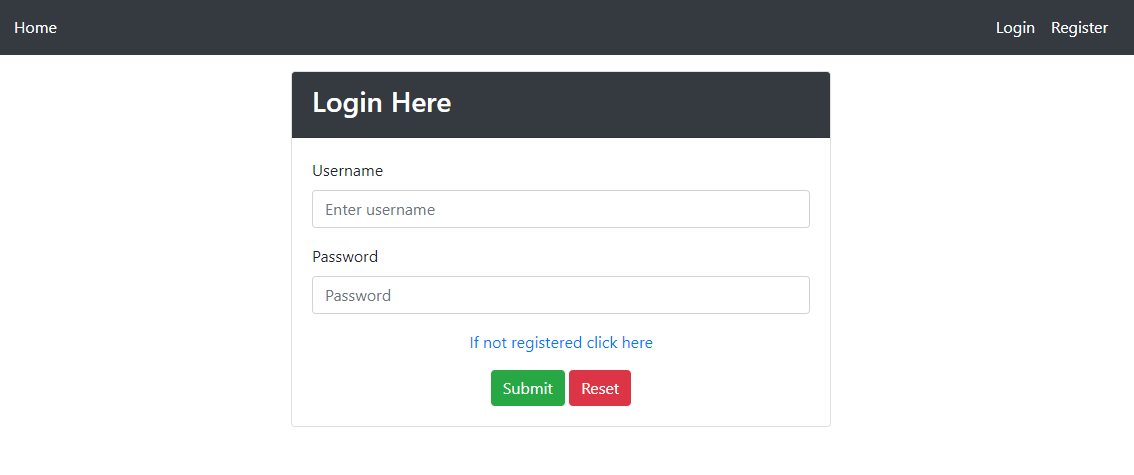 Home Login Register
Login Here
Username
Enter username
Password
Password
If not registered click here
Submit Reset